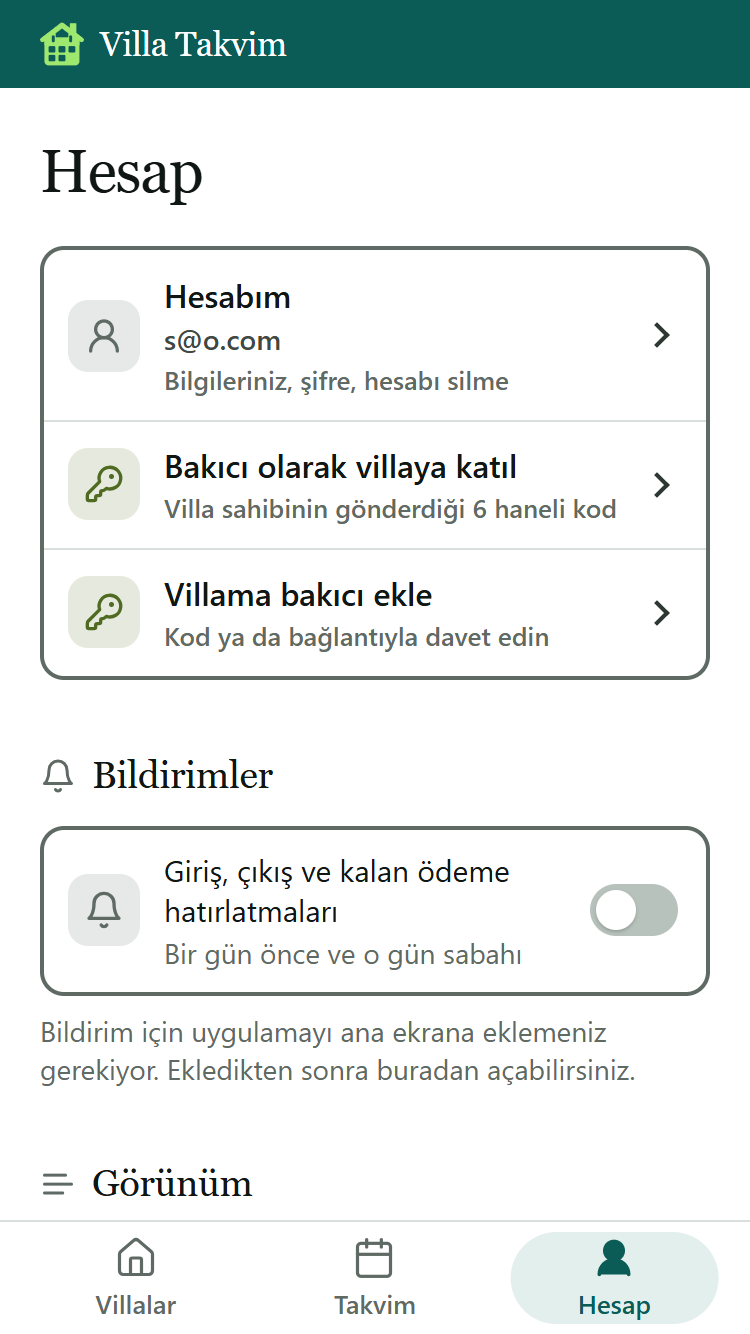 Villa Takvim
Hesap
Hesabım
s@o.com
Bilgileriniz, şifre, hesabı silme
Bakıcı olarak villaya katıl
Villa sahibinin gönderdiği 6 haneli kod
Villama bakıcı ekle
Kod ya da bağlantıyla davet edin
Bildirimler
Giriş, çıkış ve kalan ödeme
hatırlatmaları
Bir gün önce ve o gün sabahı
Bildirim için uygulamayı ana ekrana eklemeniz
gerekiyor. Ekledikten sonra buradan açabilirsiniz.
Görünüm
Villalar
Takvim
Hesap